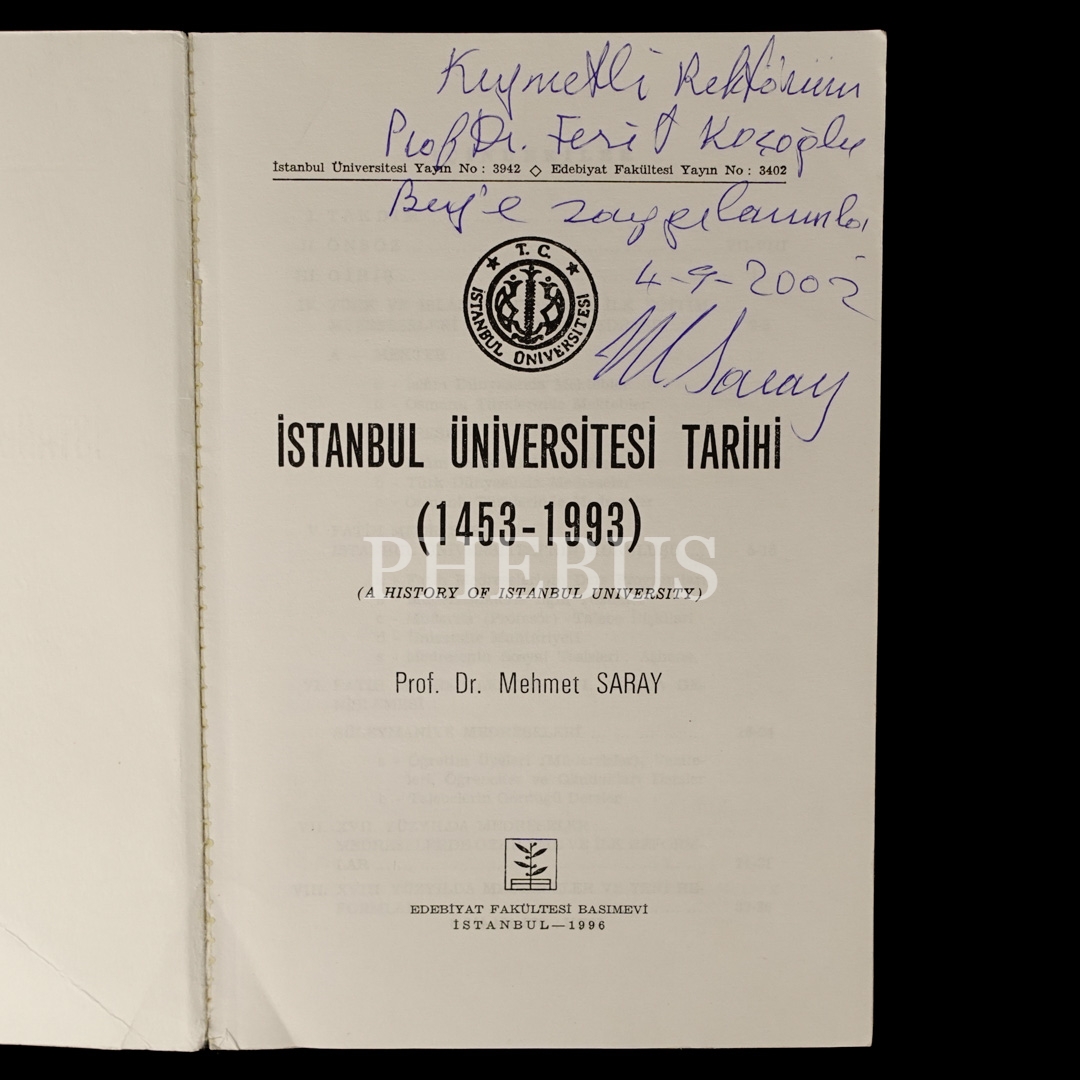 Kıymetli Rektörüm
Prof Dr. Ferit Koçoğlu
İstanbul Üniversitesi Yayın No : 3942 ◇ Edebiyat Fakültesi Yayın No : 3402
Bey'e saygılarımla
4-9-2002
M Saray
T. C.
İSTANBUL ÜNİVERSİTESİ
İSTANBUL ÜNİVERSİTESİ TARİHİ
(1453-1993)
PHEBUS
(A HISTORY OF ISTANBUL UNIVERSITY)
Prof. Dr. Mehmet SARAY
EDEBİYAT FAKÜLTESİ BASIMEVİ
İSTANBUL—1996